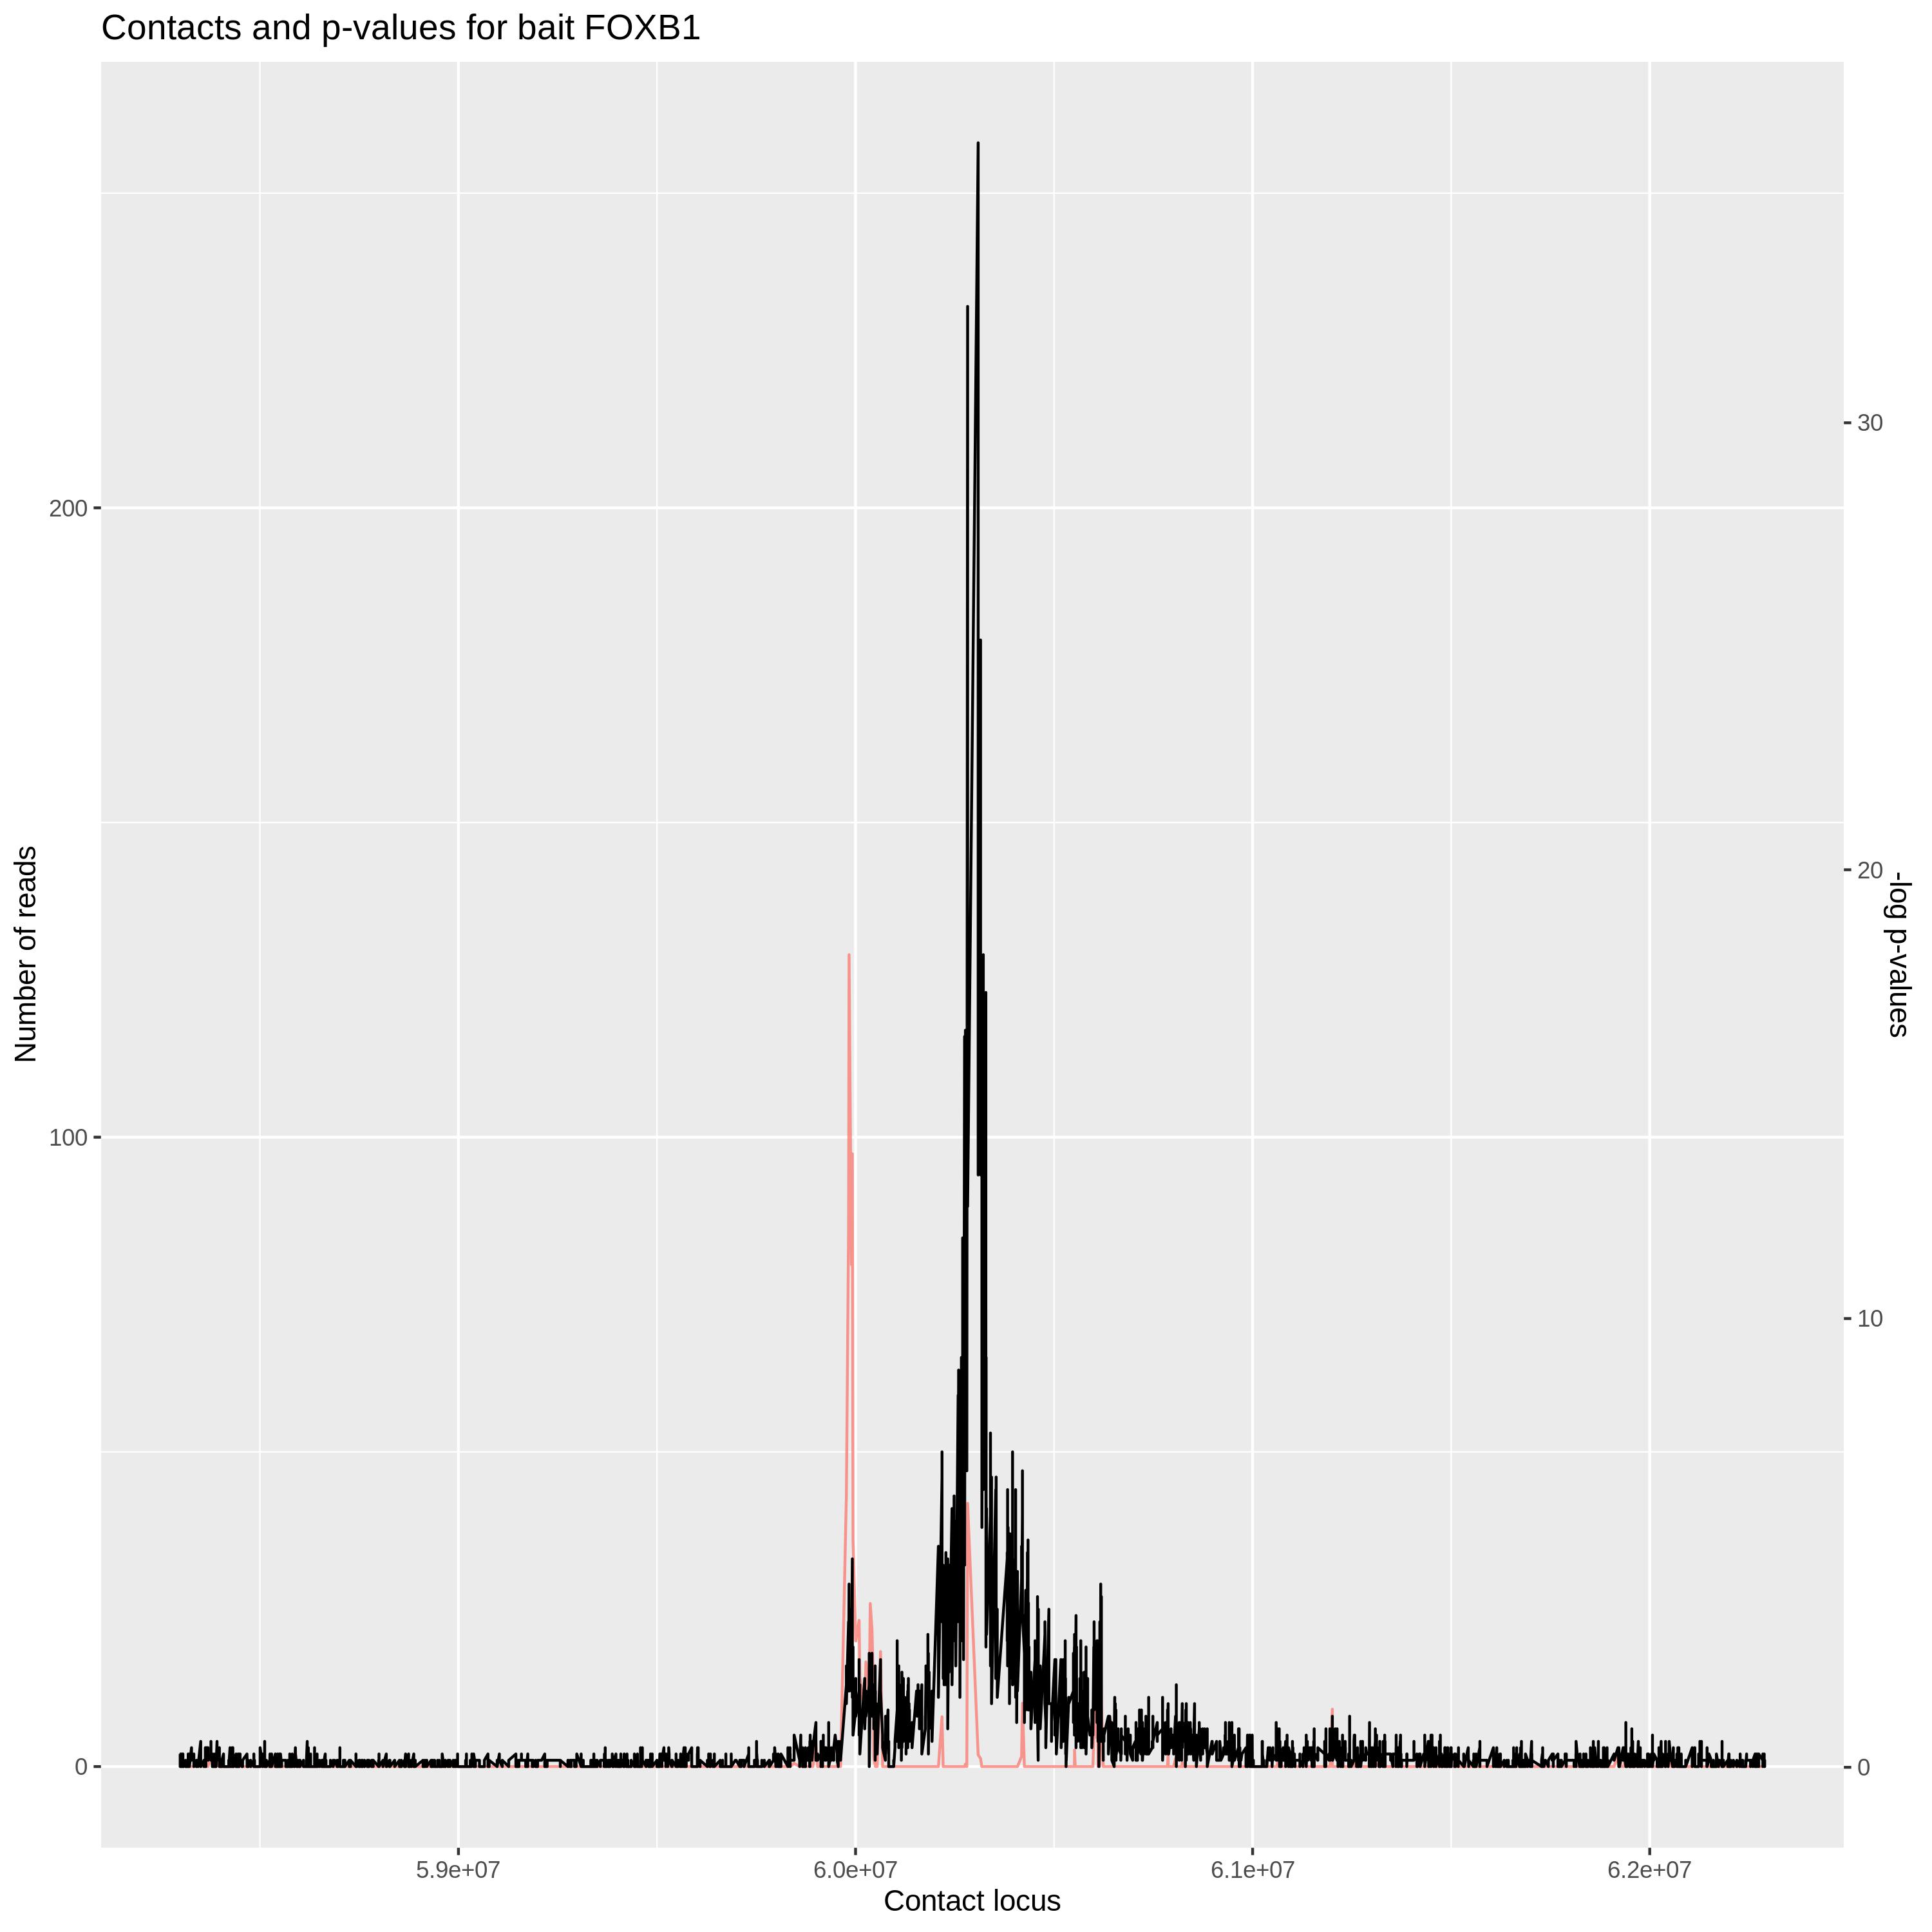 Contacts and p-values for bait FOXB1
Number of reads
200
100
0
30
20
10
0
-log p-values
5.9e+07 6.0e+07 6.1e+07 6.2e+07
Contact locus